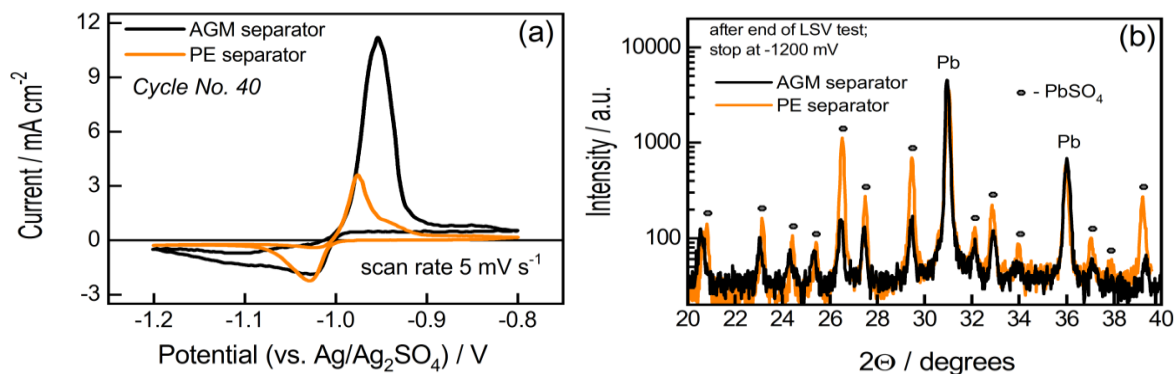 (a)
AGM separator
PE separator
Cycle No. 40
scan rate 5 mV s⁻¹
Current / mA cm⁻²
12
9
6
3
0
-3
-1.2 -1.1 -1.0 -0.9 -0.8
Potential (vs. Ag/Ag₂SO₄) / V
(b)
after end of LSV test;
stop at -1200 mV
AGM separator
PE separator
Pb
- PbSO₄
Pb
Intensity / a.u.
10000
1000
100
20 22 24 26 28 30 32 34 36 38 40
2Θ / degrees